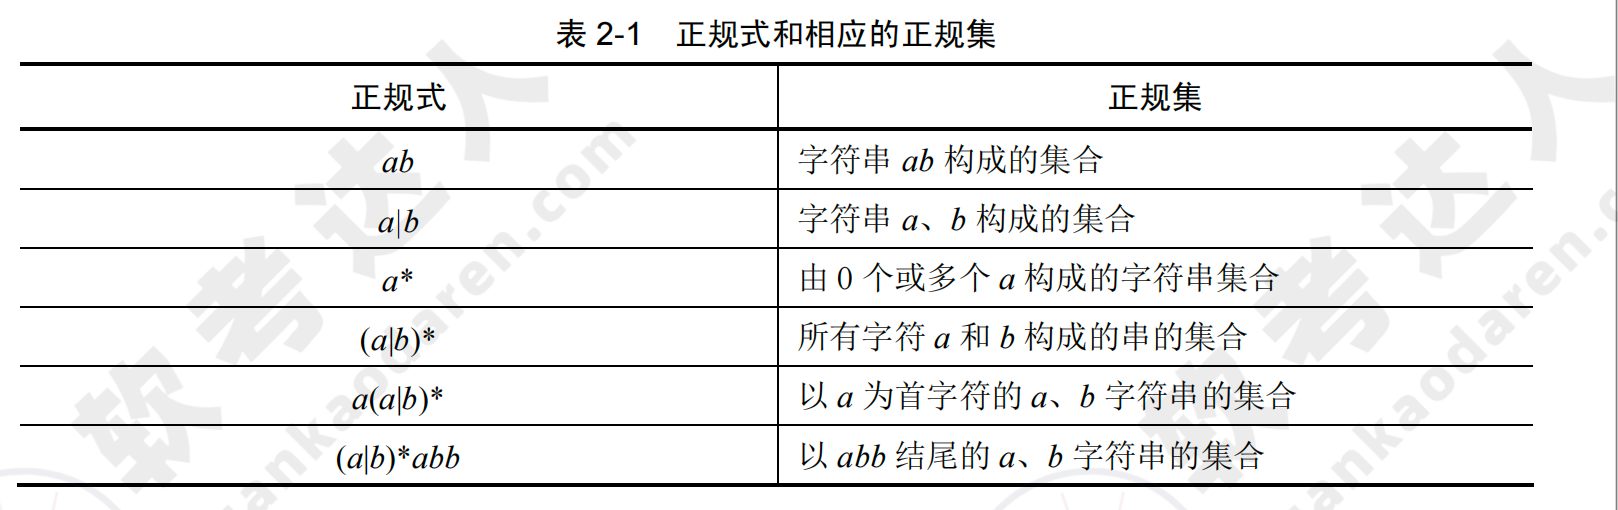 表 2-1 正规式和相应的正规集
正规式 正规集
ab 字符串 ab 构成的集合
a|b 字符串 a、b 构成的集合
a* 由 0 个或多个 a 构成的字符串集合
(a|b)* 所有字符 a 和 b 构成的串的集合
a(a|b)* 以 a 为首字符的 a、b 字符串的集合
(a|b)*abb 以 abb 结尾的 a、b 字符串的集合
软考达人
ankaodaren.com
软考达人
ankaodaren.c